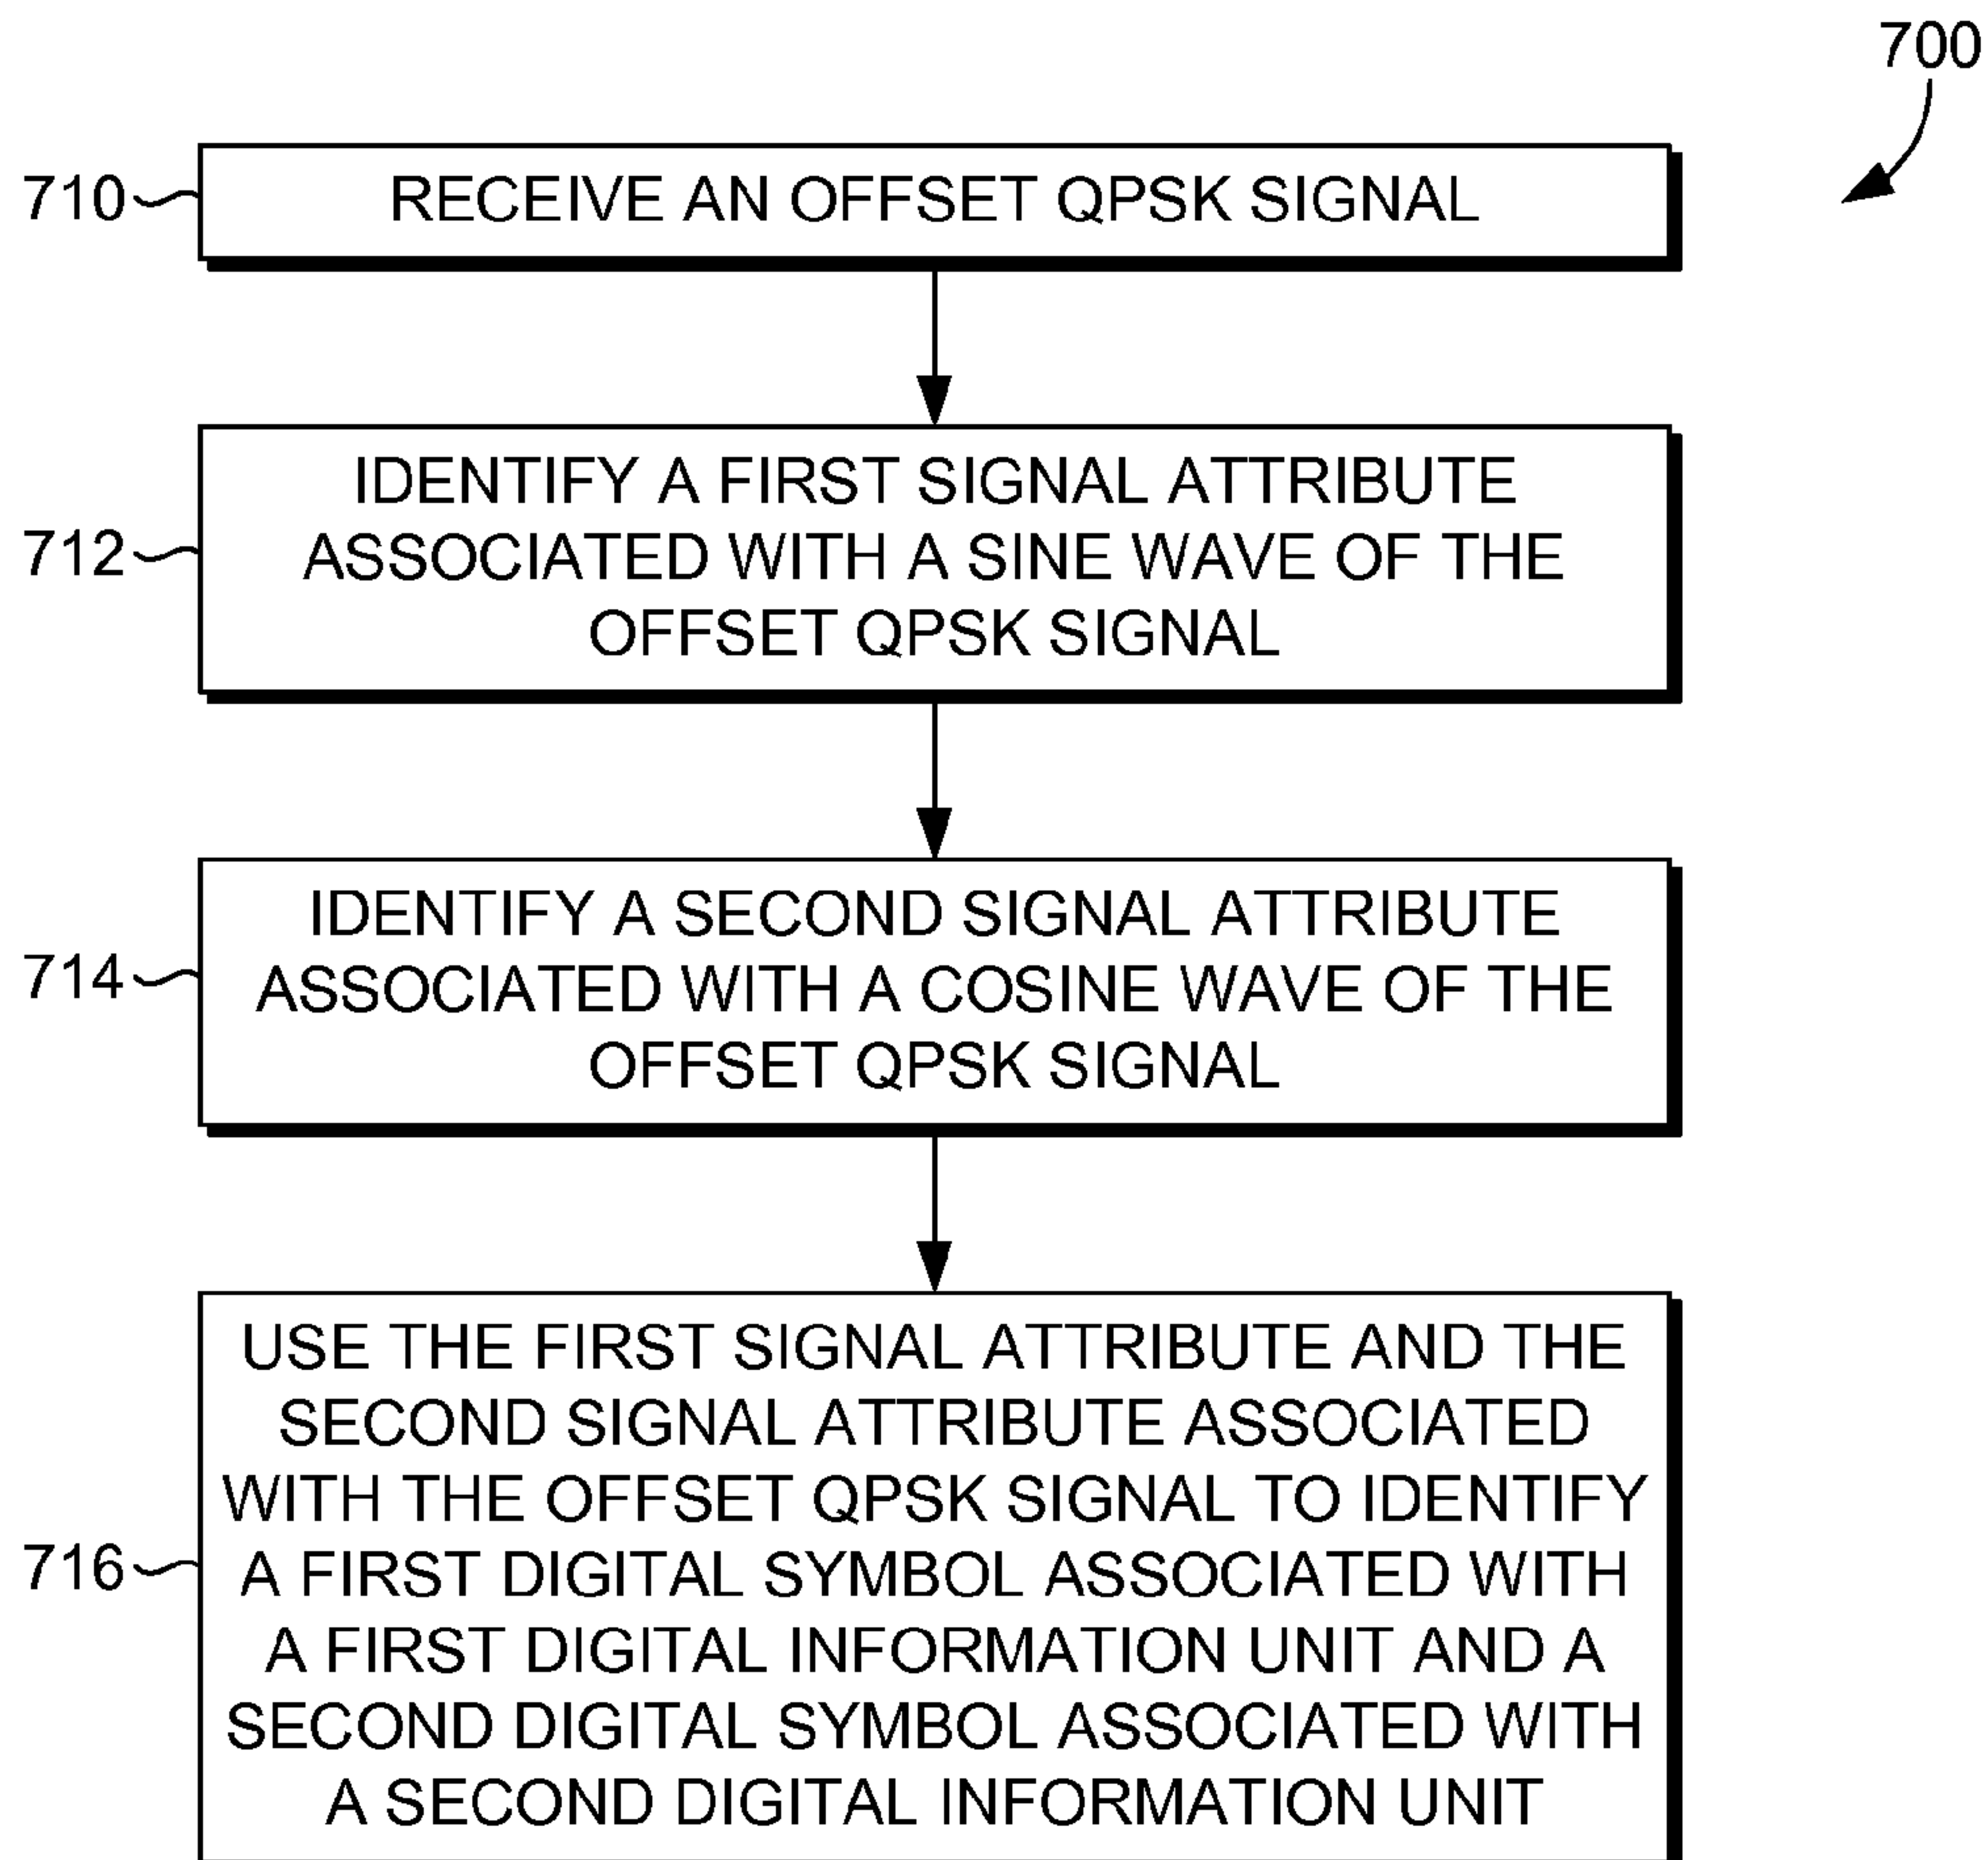 700
710
RECEIVE AN OFFSET QPSK SIGNAL
712
IDENTIFY A FIRST SIGNAL ATTRIBUTE
ASSOCIATED WITH A SINE WAVE OF THE
OFFSET QPSK SIGNAL
714
IDENTIFY A SECOND SIGNAL ATTRIBUTE
ASSOCIATED WITH A COSINE WAVE OF THE
OFFSET QPSK SIGNAL
716
USE THE FIRST SIGNAL ATTRIBUTE AND THE
SECOND SIGNAL ATTRIBUTE ASSOCIATED
WITH THE OFFSET QPSK SIGNAL TO IDENTIFY
A FIRST DIGITAL SYMBOL ASSOCIATED WITH
A FIRST DIGITAL INFORMATION UNIT AND A
SECOND DIGITAL SYMBOL ASSOCIATED WITH
A SECOND DIGITAL INFORMATION UNIT